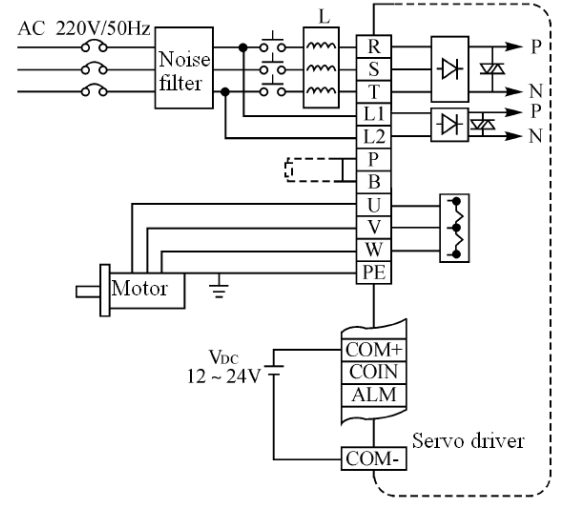 L
AC 220V/50Hz
Noise
filter
R
S
T
L1
L2
P
B
U
V
W
PE
P
N
P
N
Motor
COM+
COIN
ALM
COM-
VDC
12 ~ 24V
Servo driver